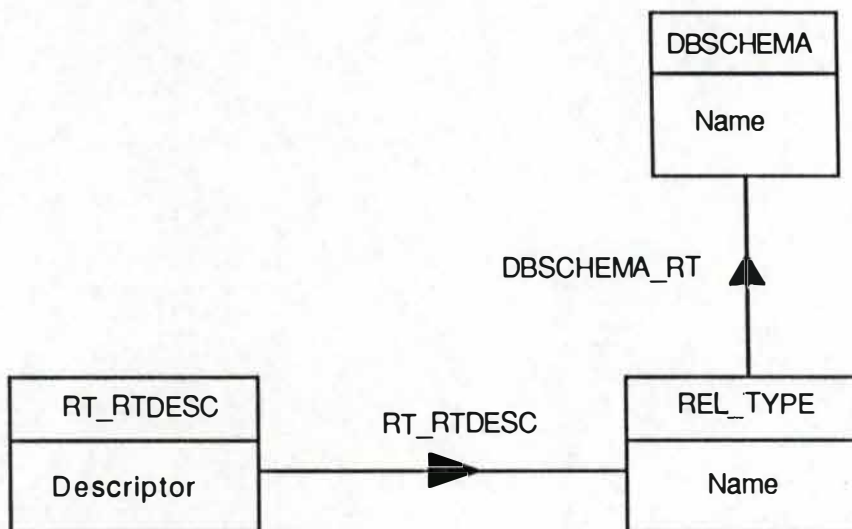 DBSCHEMA
Name
DBSCHEMA_RT
RT_RTDESC
RT_RTDESC
REL_TYPE
Descriptor
Name